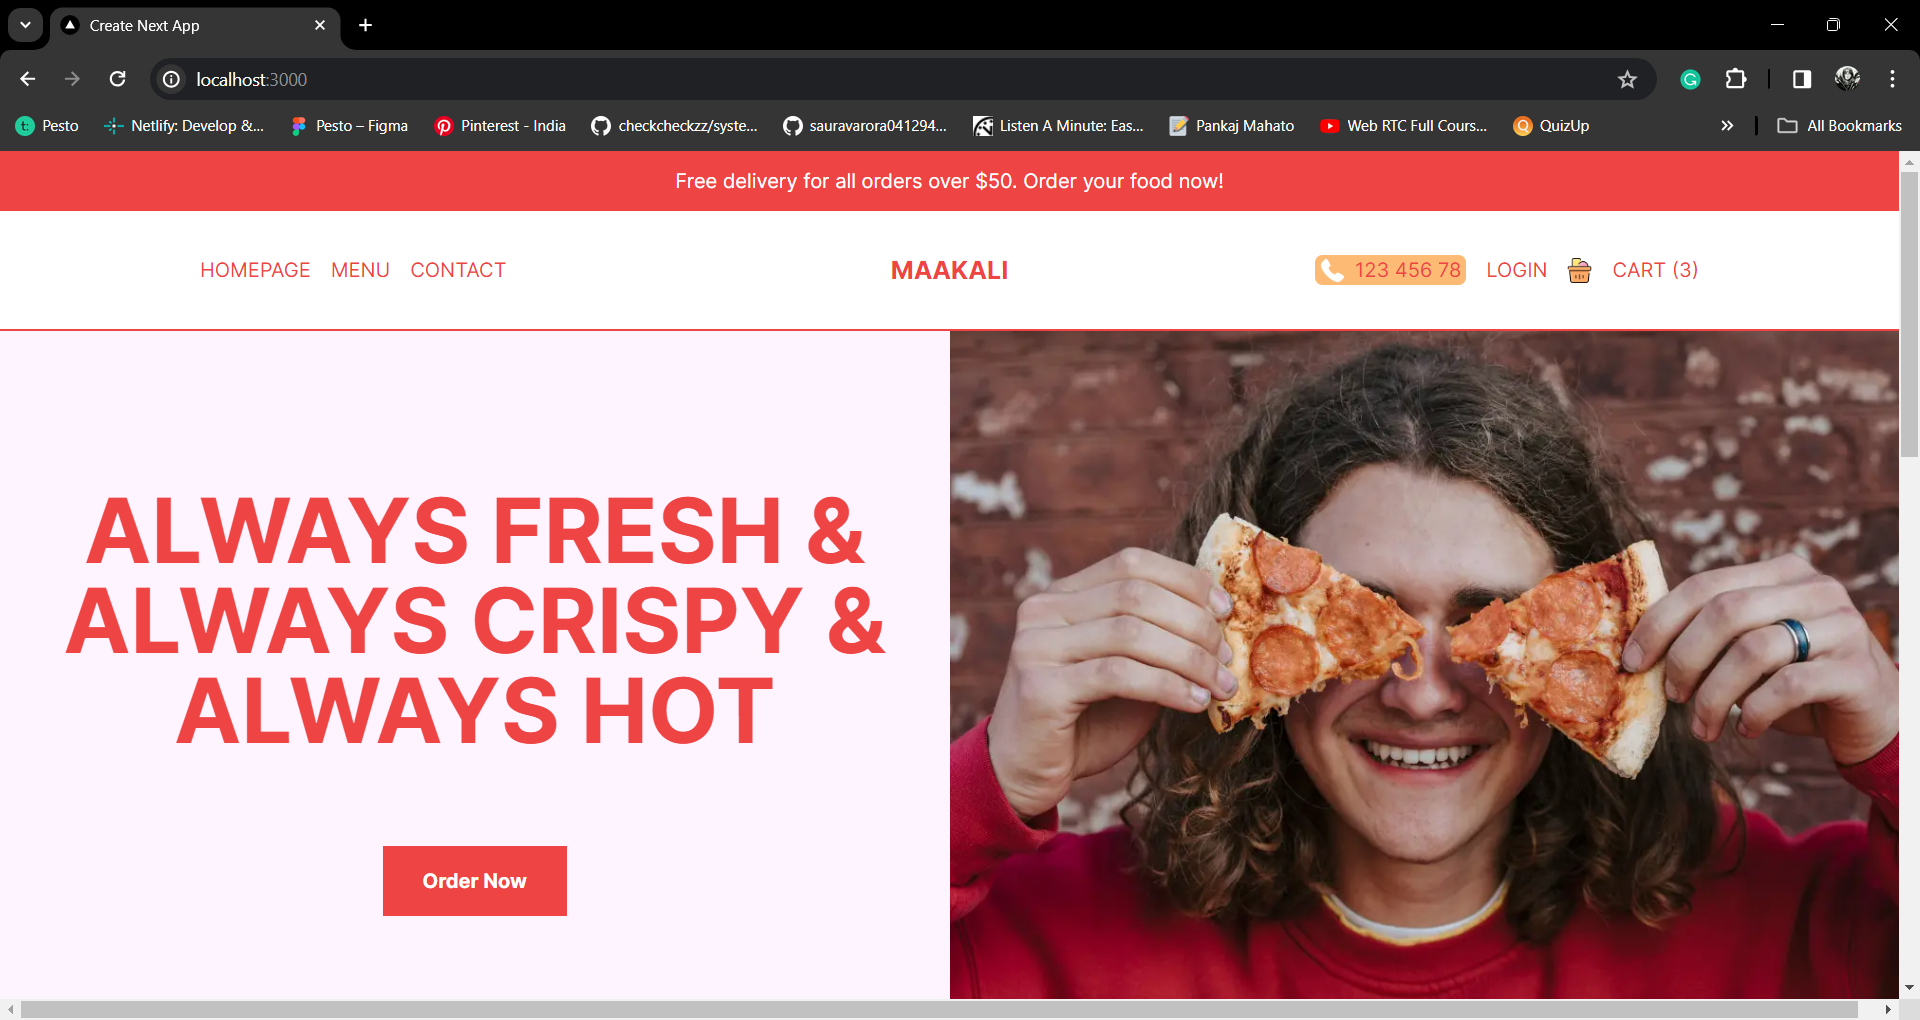 Create Next App
localhost:3000
Pesto
Netlify: Develop &...
Pesto – Figma
Pinterest - India
checkcheckzz/syste...
sauravarora041294...
Listen A Minute: Eas...
Pankaj Mahato
Web RTC Full Cours...
QuizUp
All Bookmarks
Free delivery for all orders over $50. Order your food now!
HOMEPAGE
MENU
CONTACT
MAAKALI
123 456 78
LOGIN
CART (3)
ALWAYS FRESH &
ALWAYS CRISPY &
ALWAYS HOT
Order Now